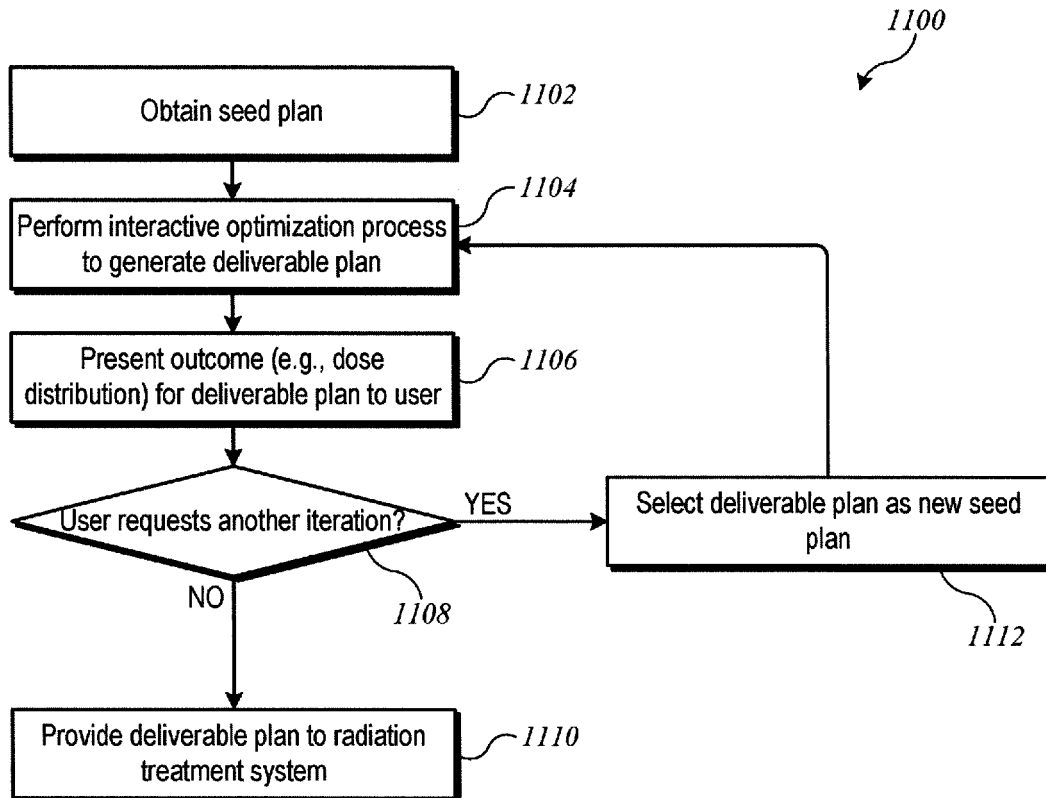 1100
Obtain seed plan
1102
1104
Perform interactive optimization process
to generate deliverable plan
Present outcome (e.g., dose
distribution) for deliverable plan to user
1106
User requests another iteration?
YES
Select deliverable plan as new seed
plan
NO
1108
1112
Provide deliverable plan to radiation
treatment system
1110